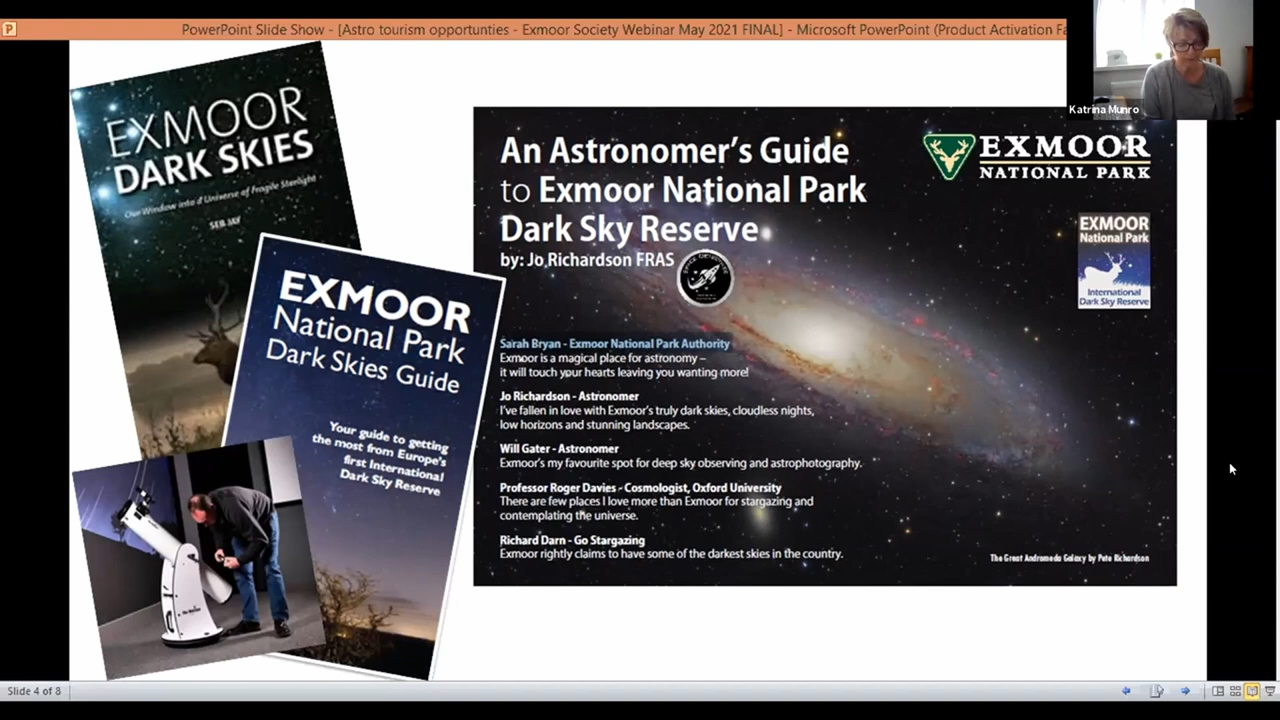 PowerPoint Slide Show - [Astro tourism opportunties - Exmoor Society Webinar May 2021 FINAL] - Microsoft PowerPoint (Product Activation Fa
Katrina Munro
EXMOOR
DARK SKIES
Our Window into a Universe of Fragile Starlight
SEB JAY
EXMOOR
National Park
Dark Skies Guide
Your guide to getting
the most from Europe's
first International
Dark Sky Reserve
An Astronomer's Guide
to Exmoor National Park
Dark Sky Reserve
by: Jo Richardson FRAS
EXMOOR
NATIONAL PARK
EXMOOR
National Park
International
Dark Sky Reserve
Sarah Bryan - Exmoor National Park Authority
Exmoor is a magical place for astronomy –
it will touch your hearts leaving you wanting more!
Jo Richardson - Astronomer
I've fallen in love with Exmoor's truly dark skies, cloudless nights,
low horizons and stunning landscapes.
Will Gater - Astronomer
Exmoor's my favourite spot for deep sky observing and astrophotography.
Professor Roger Davies - Cosmologist, Oxford University
There are few places I love more than Exmoor for stargazing and
contemplating the universe.
Richard Darn - Go Stargazing
Exmoor rightly claims to have some of the darkest skies in the country.
The Great Andromeda Galaxy by Pete Richardson
Slide 4 of 8